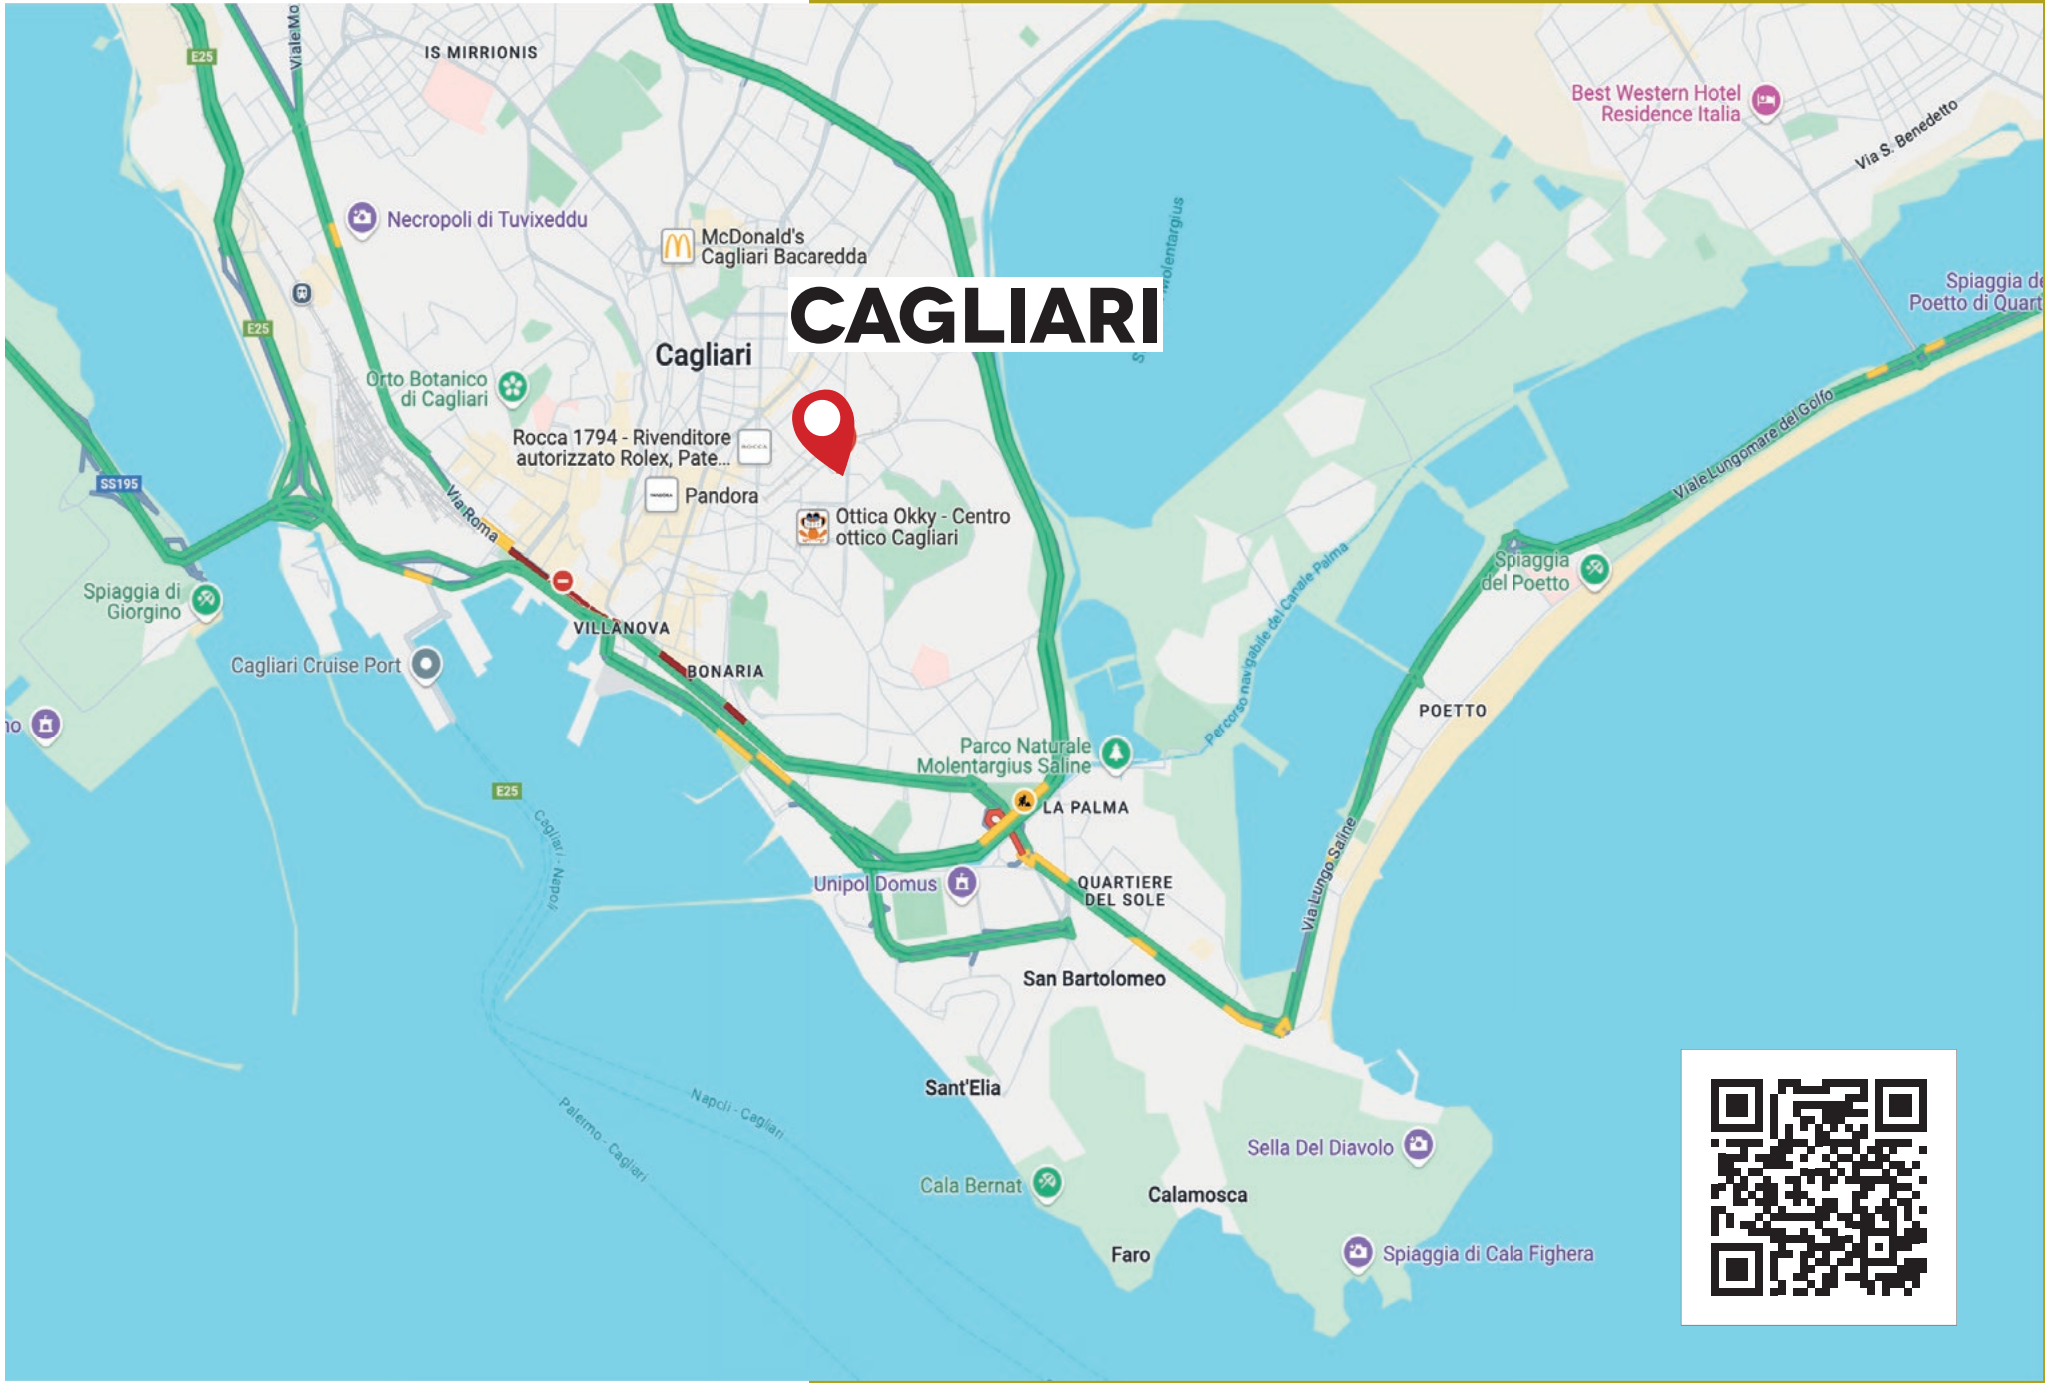 E25
Viale Mo
IS MIRRIONIS
Best Western Hotel
Residence Italia
Via S. Benedetto
Necropoli di Tuvixeddu
McDonald's
Cagliari Bacaredda
Molentargius
CAGLIARI
Spiaggia de
Poetto di Quart
E25
Cagliari
Orto Botanico
di Cagliari
Rocca 1794 - Rivenditore
autorizzato Rolex, Pate...
ROCCA
Viale Lungomare del Golfo
SS195
Via Roma
PANDORA
Pandora
Ottica Okky - Centro
ottico Cagliari
Spiaggia
del Poetto
Spiaggia di
Giorgino
Percorso navigabile del Canale Palma
VILLANOVA
Cagliari Cruise Port
BONARIA
no
POETTO
Parco Naturale
Molentargius Saline
E25
LA PALMA
Cagliari - Napoli
Via Lungo Saline
Unipol Domus
QUARTIERE
DEL SOLE
San Bartolomeo
Sant'Elia
Napoli - Cagliari
Palermo - Cagliari
Sella Del Diavolo
Cala Bernat
Calamosca
Faro
Spiaggia di Cala Fighera